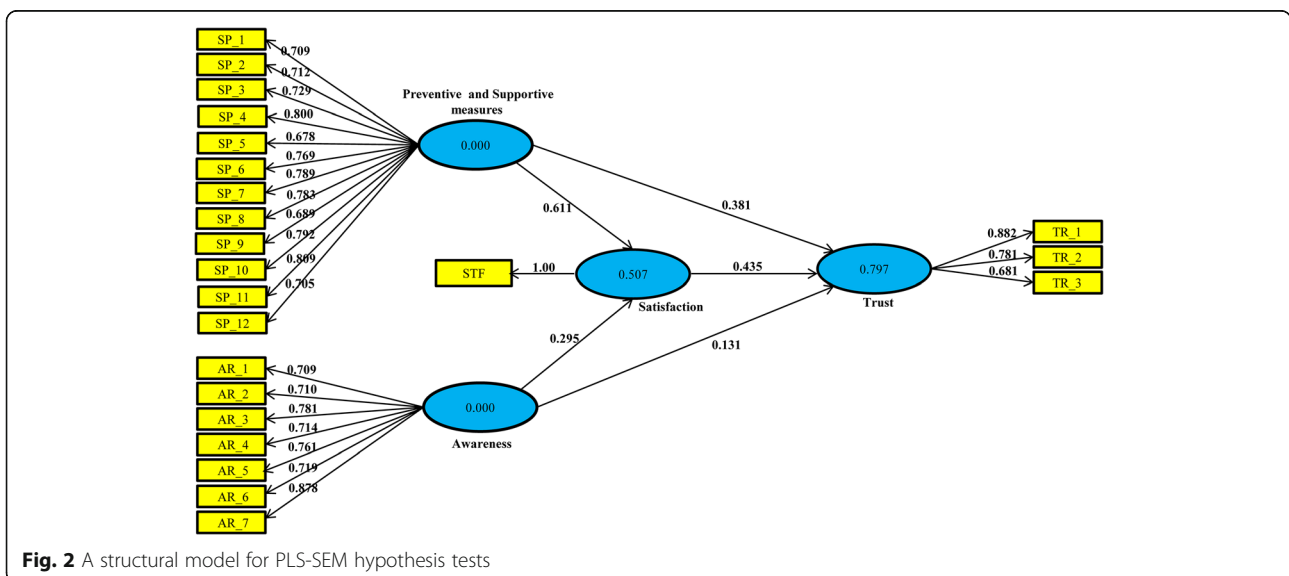 SP_1
SP_2
SP_3
SP_4
SP_5
SP_6
SP_7
SP_8
SP_9
SP_10
SP_11
SP_12
0.709
0.712
0.729
0.800
0.678
0.769
0.789
0.783
0.689
0.792
0.809
0.705
Preventive and Supportive
measures
0.000
0.611
0.381
STF
1.00
0.507
Satisfaction
0.435
0.797
Trust
0.882
0.781
0.681
TR_1
TR_2
TR_3
0.295
0.131
AR_1
AR_2
AR_3
AR_4
AR_5
AR_6
AR_7
0.709
0.710
0.781
0.714
0.761
0.719
0.878
0.000
Awareness
Fig. 2 A structural model for PLS-SEM hypothesis tests